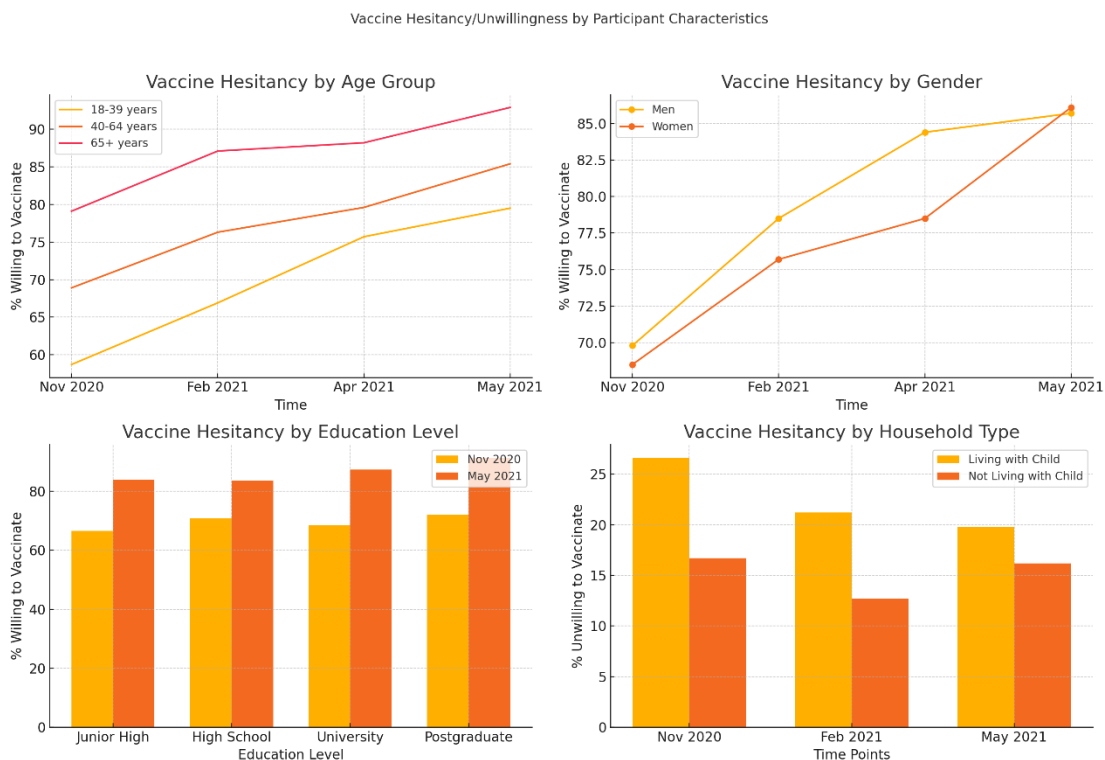 Vaccine Hesitancy/Unwillingness by Participant Characteristics
Vaccine Hesitancy by Age Group
18-39 years
40-64 years
65+ years
% Willing to Vaccinate
90
85
80
75
70
65
60
Nov 2020 Feb 2021 Apr 2021 May 2021
Time
Vaccine Hesitancy by Gender
Men
Women
% Willing to Vaccinate
85.0
82.5
80.0
77.5
75.0
72.5
70.0
Nov 2020 Feb 2021 Apr 2021 May 2021
Time
Vaccine Hesitancy by Education Level
Nov 2020
May 2021
% Willing to Vaccinate
80
60
40
20
0
Junior High High School University Postgraduate
Education Level
Vaccine Hesitancy by Household Type
Living with Child
Not Living with Child
% Unwilling to Vaccinate
25
20
15
10
5
0
Nov 2020 Feb 2021 May 2021
Time Points